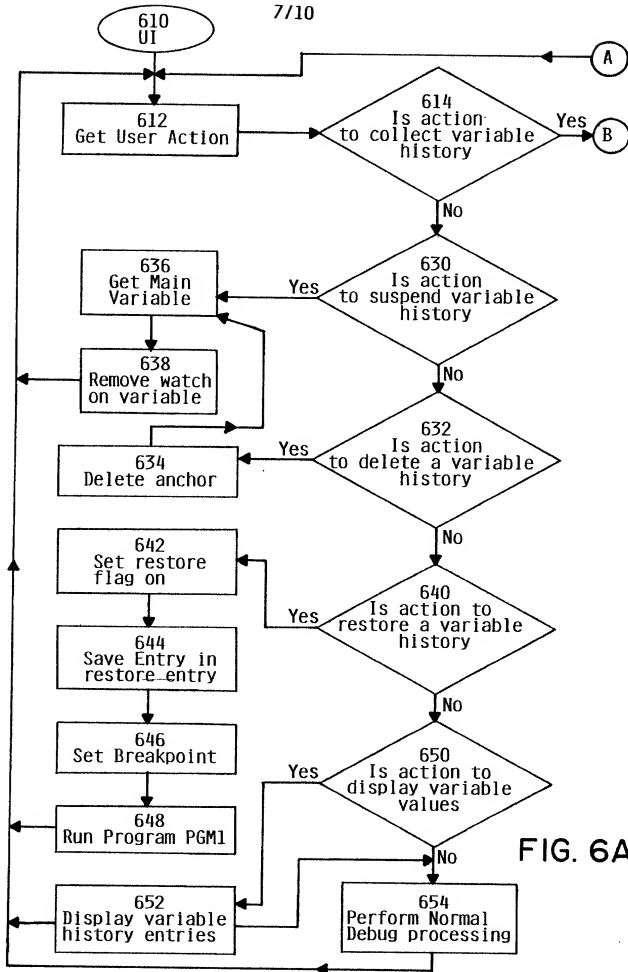 7/10
610
UI
A
612
Get User Action
614
Is action
to collect variable
history
Yes
B
No
636
Get Main
Variable
Yes
630
Is action
to suspend variable
history
638
Remove watch
on variable
No
634
Delete anchor
Yes
632
Is action
to delete a variable
history
No
642
Set restore
flag on
Yes
640
Is action to
restore a variable
history
644
Save Entry in
restore entry
No
646
Set Breakpoint
Yes
650
Is action to
display variable
values
648
Run Program PGM1
No
FIG. 6A
652
Display variable
history entries
654
Perform Normal
Debug processing